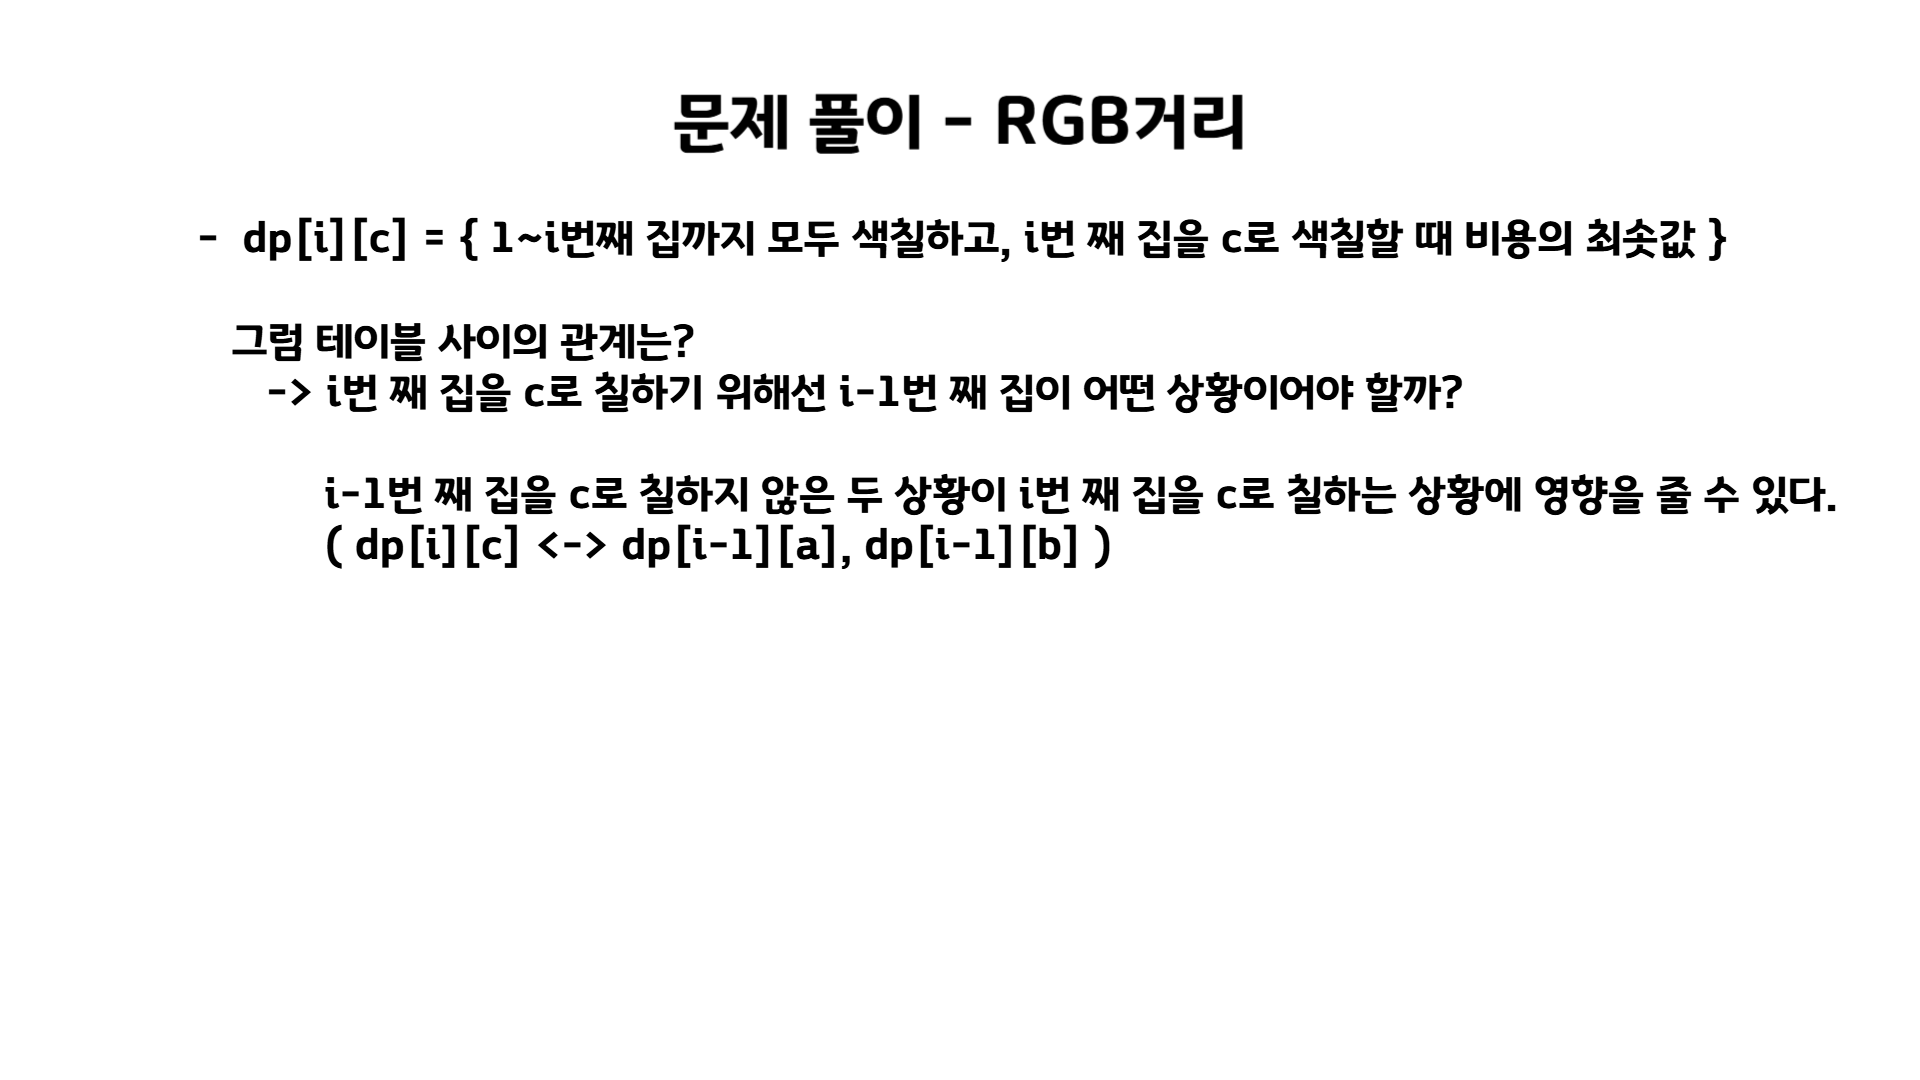 문제 풀이 - RGB거리
- dp[i][c] = { 1~i번째 집까지 모두 색칠하고, i번 째 집을 c로 색칠할 때 비용의 최솟값 }
그럼 테이블 사이의 관계는?
-> i번 째 집을 c로 칠하기 위해선 i-1번 째 집이 어떤 상황이어야 할까?
i-1번 째 집을 c로 칠하지 않은 두 상황이 i번 째 집을 c로 칠하는 상황에 영향을 줄 수 있다.
( dp[i][c] <-> dp[i-1][a], dp[i-1][b] )